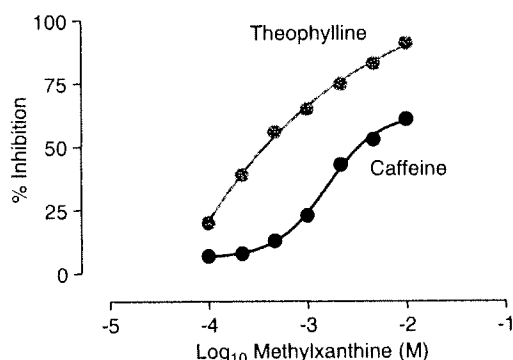 100
Theophylline
75
% Inhibition
50
Caffeine
25
0
-5 -4 -3 -2 -1
Log10 Methylxanthine (M)